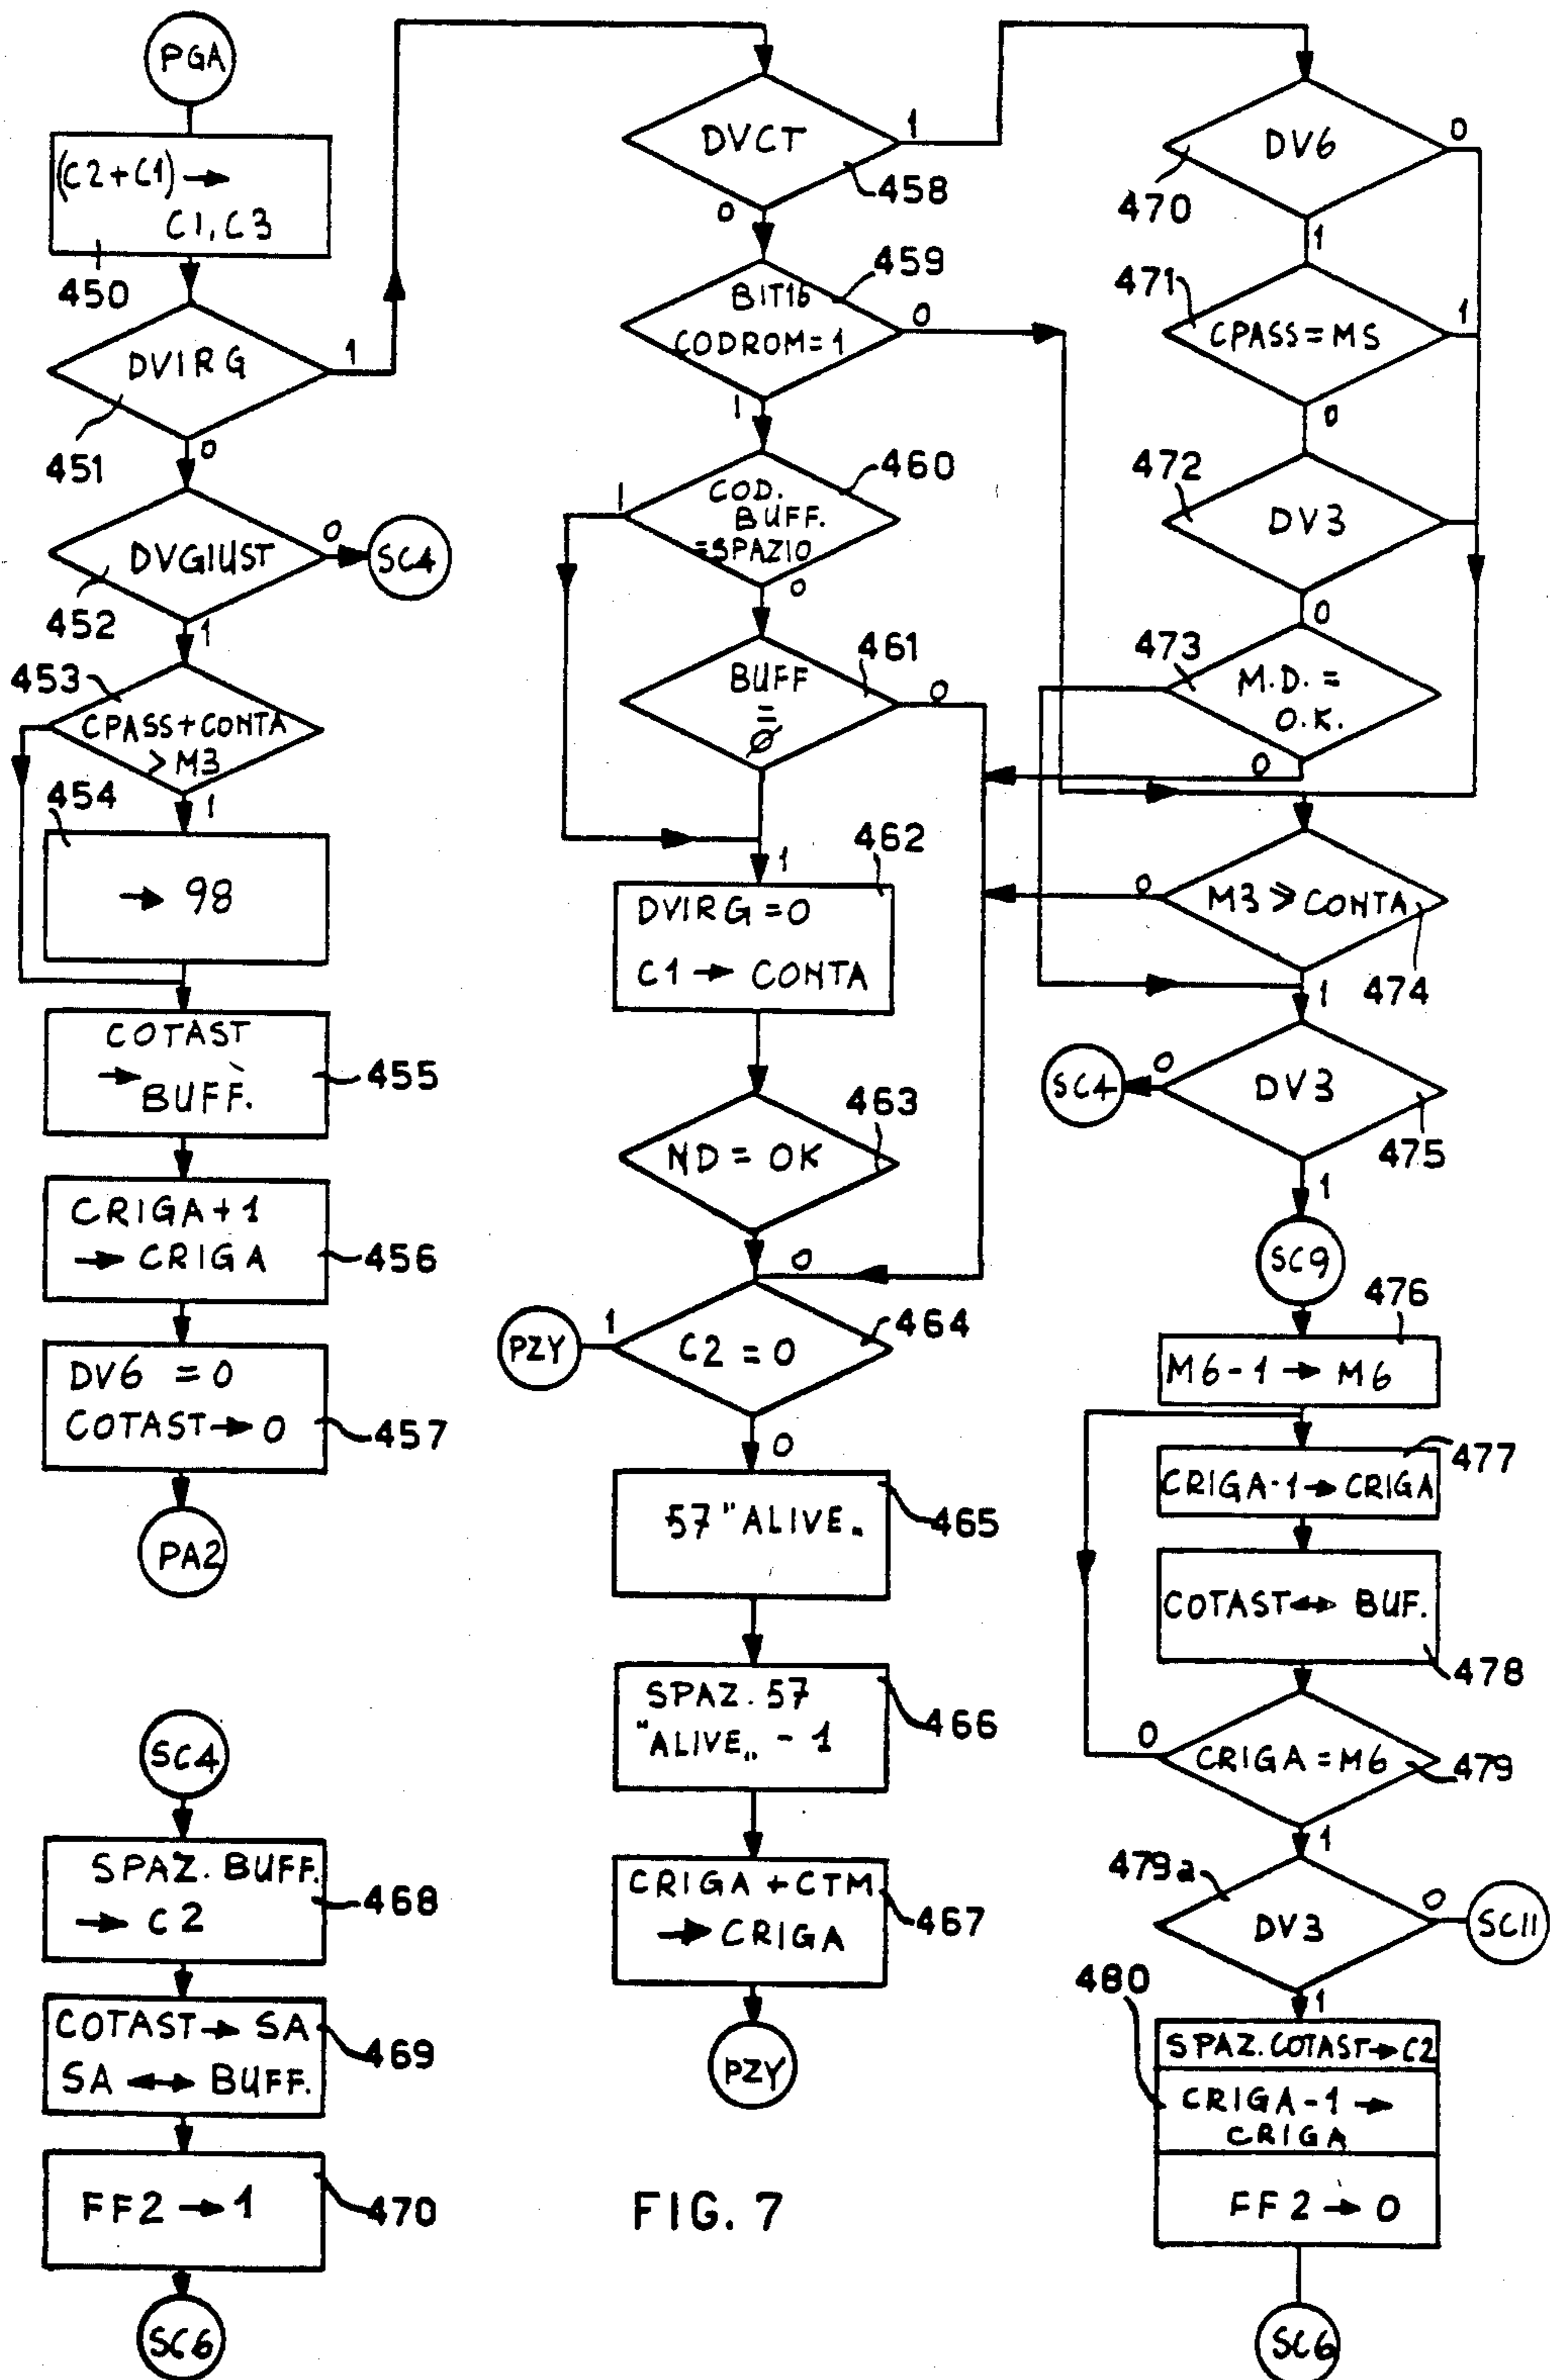 PGA
(C2+C1)→
C1, C3
450
DVIRG
1
451
0
DVGIUST
0
SC4
452
1
453
CPASS+CONTA
> M3
454
1
→ 98
COTAST
→
BUFF.
455
CRIGA+1
→ CRIGA
456
DV6 = 0
COTAST→0
457
PA2
SC4
SPAZ. BUFF.
→ C2
468
COTAST→ SA
SA ↔ BUFF.
469
FF2→1
470
SC6
DVCT
1
458
0
459
BIT16
CODROM=1
0
1
460
COD.
BUFF.
=SPAZIO
1
0
461
BUFF
=
Ø
0
1
462
DVIRG=0
C1→ CONTA
463
ND = OK
0
C2=0
1
PZY
464
0
57 "ALIVE„
465
SPAZ. 57
"ALIVE„ - 1
466
CRIGA+CTM
→ CRIGA
467
PZY
FIG. 7
DV6
0
470
1
471
CPASS=MS
1
0
472
DV3
0
473
M.D. =
O.K.
0
M3⩾CONTA
0
474
1
DV3
0
SC4
475
1
SC9
476
M6-1→M6
477
CRIGA-1→CRIGA
COTAST↔ BUF.
478
CRIGA=M6
0
479
1
479a
DV3
0
SC11
480
1
SPAZ.COTAST→C2
CRIGA-1→
CRIGA
FF2→0
SC6